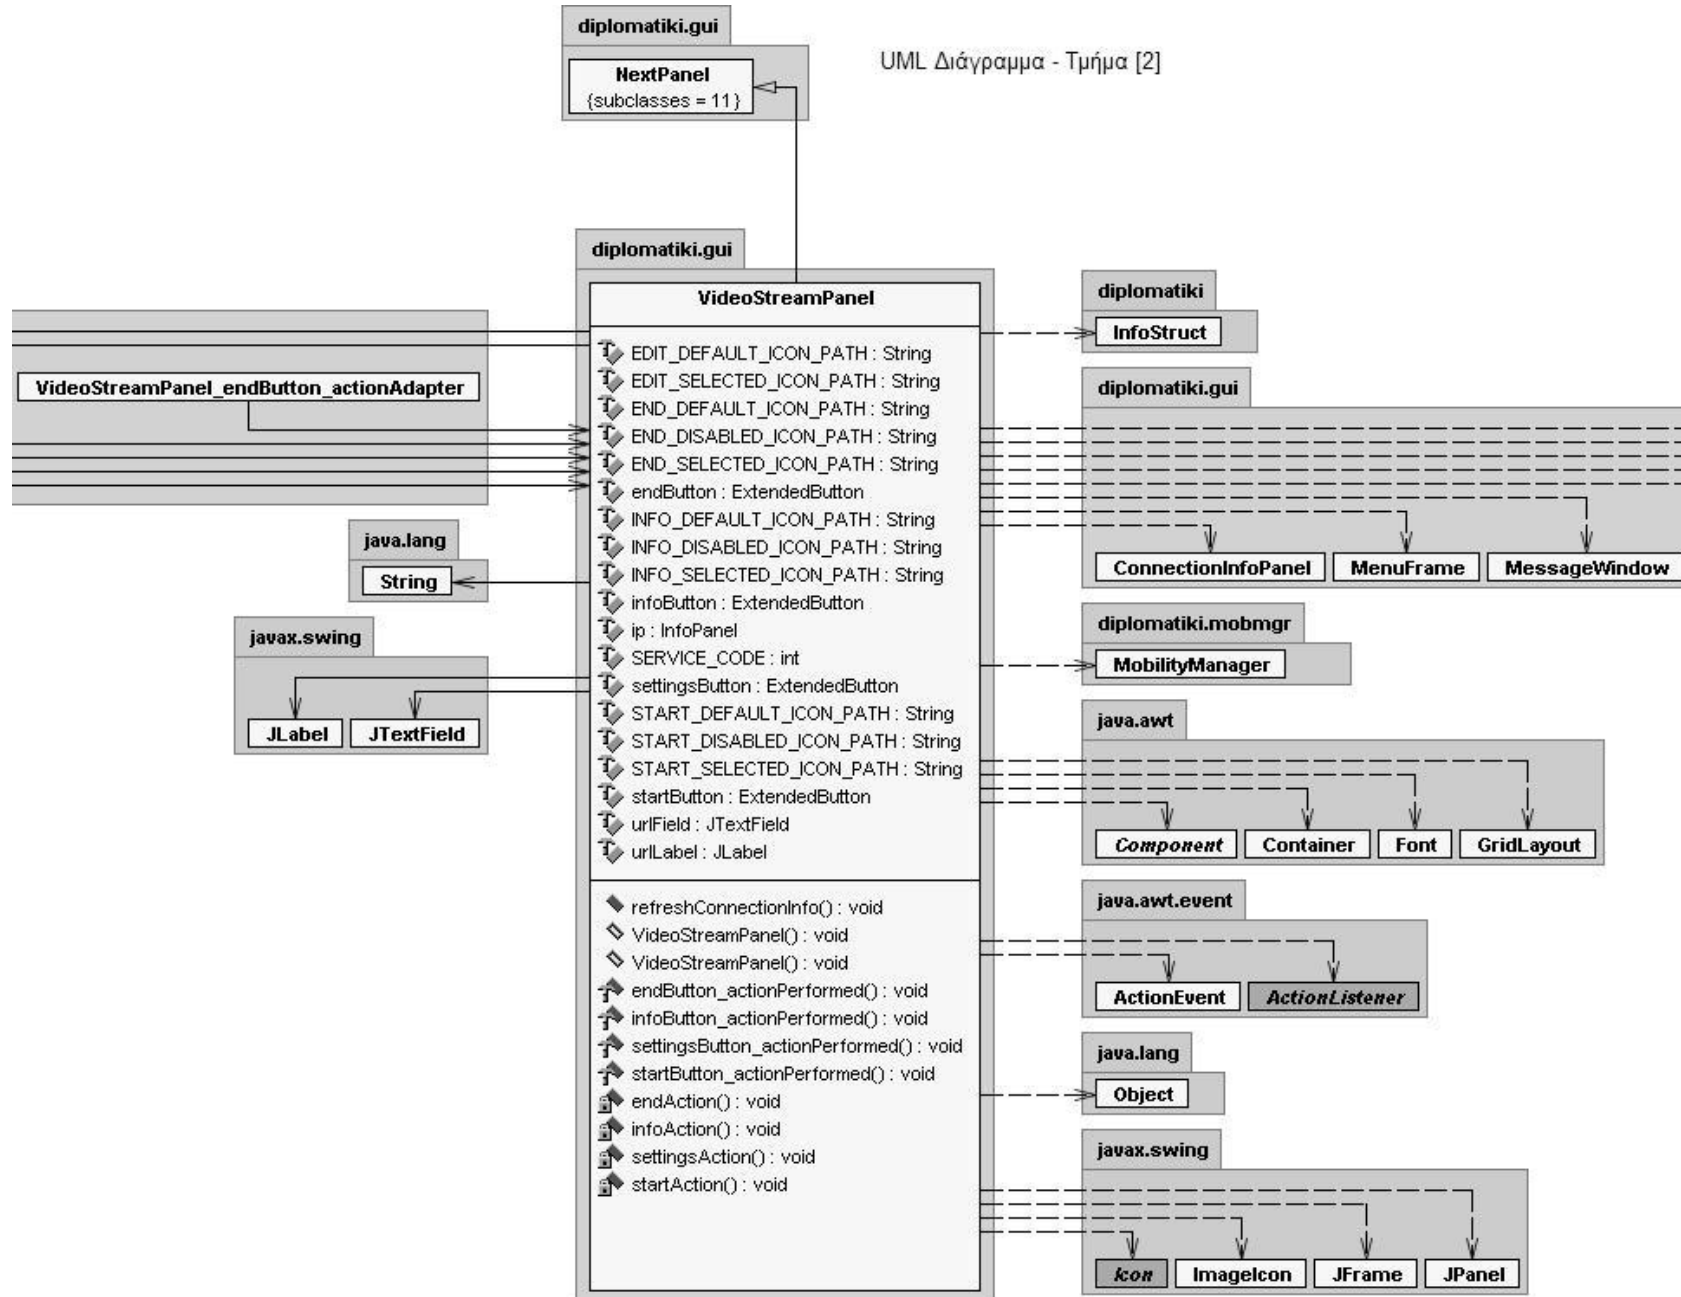 diplomatiki.gui
NextPanel
{subclasses = 11}
UML Διάγραμμα - Τμήμα [2]
diplomatiki.gui
VideoStreamPanel
EDIT_DEFAULT_ICON_PATH : String
EDIT_SELECTED_ICON_PATH : String
END_DEFAULT_ICON_PATH : String
END_DISABLED_ICON_PATH : String
END_SELECTED_ICON_PATH : String
endButton : ExtendedButton
INFO_DEFAULT_ICON_PATH : String
INFO_DISABLED_ICON_PATH : String
INFO_SELECTED_ICON_PATH : String
infoButton : ExtendedButton
ip : InfoPanel
SERVICE_CODE : int
settingsButton : ExtendedButton
START_DEFAULT_ICON_PATH : String
START_DISABLED_ICON_PATH : String
START_SELECTED_ICON_PATH : String
startButton : ExtendedButton
urlField : JTextField
urlLabel : JLabel
refreshConnectionInfo() : void
VideoStreamPanel() : void
VideoStreamPanel() : void
endButton_actionPerformed() : void
infoButton_actionPerformed() : void
settingsButton_actionPerformed() : void
startButton_actionPerformed() : void
endAction() : void
infoAction() : void
settingsAction() : void
startAction() : void
VideoStreamPanel_endButton_actionAdapter
java.lang
String
javax.swing
JLabel
JTextField
diplomatiki
InfoStruct
diplomatiki.gui
ConnectionInfoPanel
MenuFrame
MessageWindow
diplomatiki.mobmgr
MobilityManager
java.awt
Component
Container
Font
GridLayout
java.awt.event
ActionEvent
ActionListener
java.lang
Object
javax.swing
Icon
ImageIcon
JFrame
JPanel